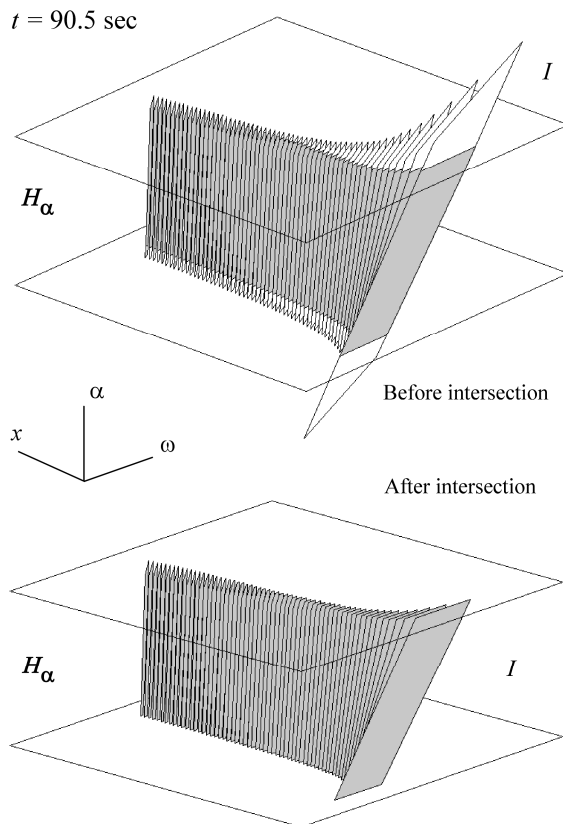 t = 90.5 sec
I
Hα
Before intersection
α
x
ω
After intersection
Hα
I